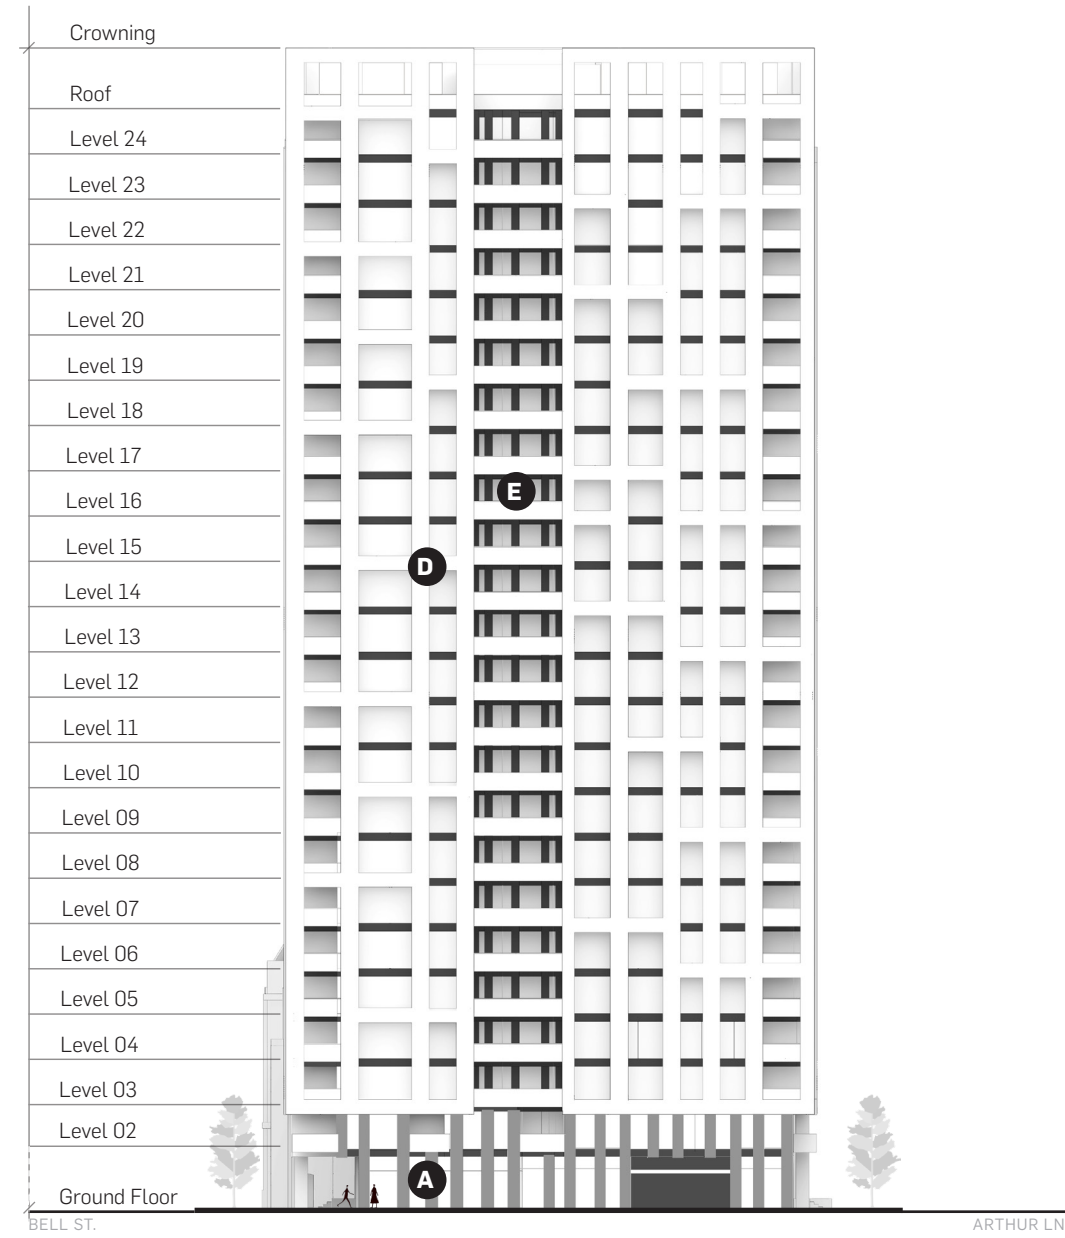 Crowning
Roof
Level 24
Level 23
Level 22
Level 21
Level 20
Level 19
Level 18
Level 17
Level 16
E
Level 15
D
Level 14
Level 13
Level 12
Level 11
Level 10
Level 09
Level 08
Level 07
Level 06
Level 05
Level 04
Level 03
Level 02
A
Ground Floor
BELL ST.
ARTHUR LN